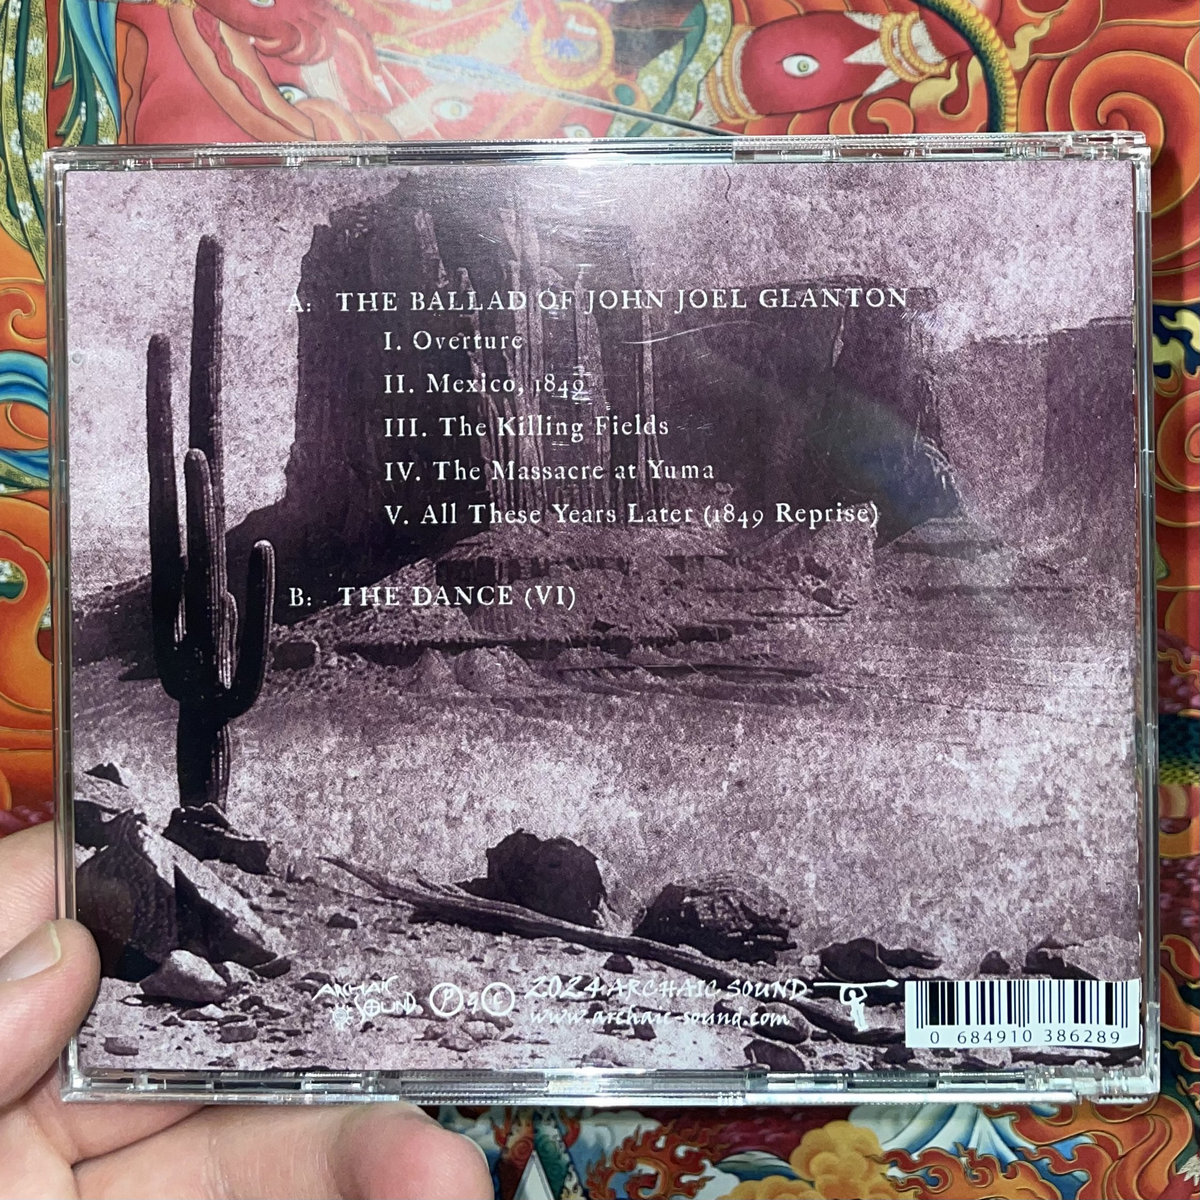 A: THE BALLAD OF JOHN JOEL GLANTON
I. Overture
II. Mexico, 1849
III. The Killing Fields
IV. The Massacre at Yuma
V. All These Years Later (1849 Reprise)
B: THE DANCE (VI)
ARCHAIC SOUND
Ⓟ & © 2024 ARCHAIC SOUND
www.archaic-sound.com
0 684910 386289